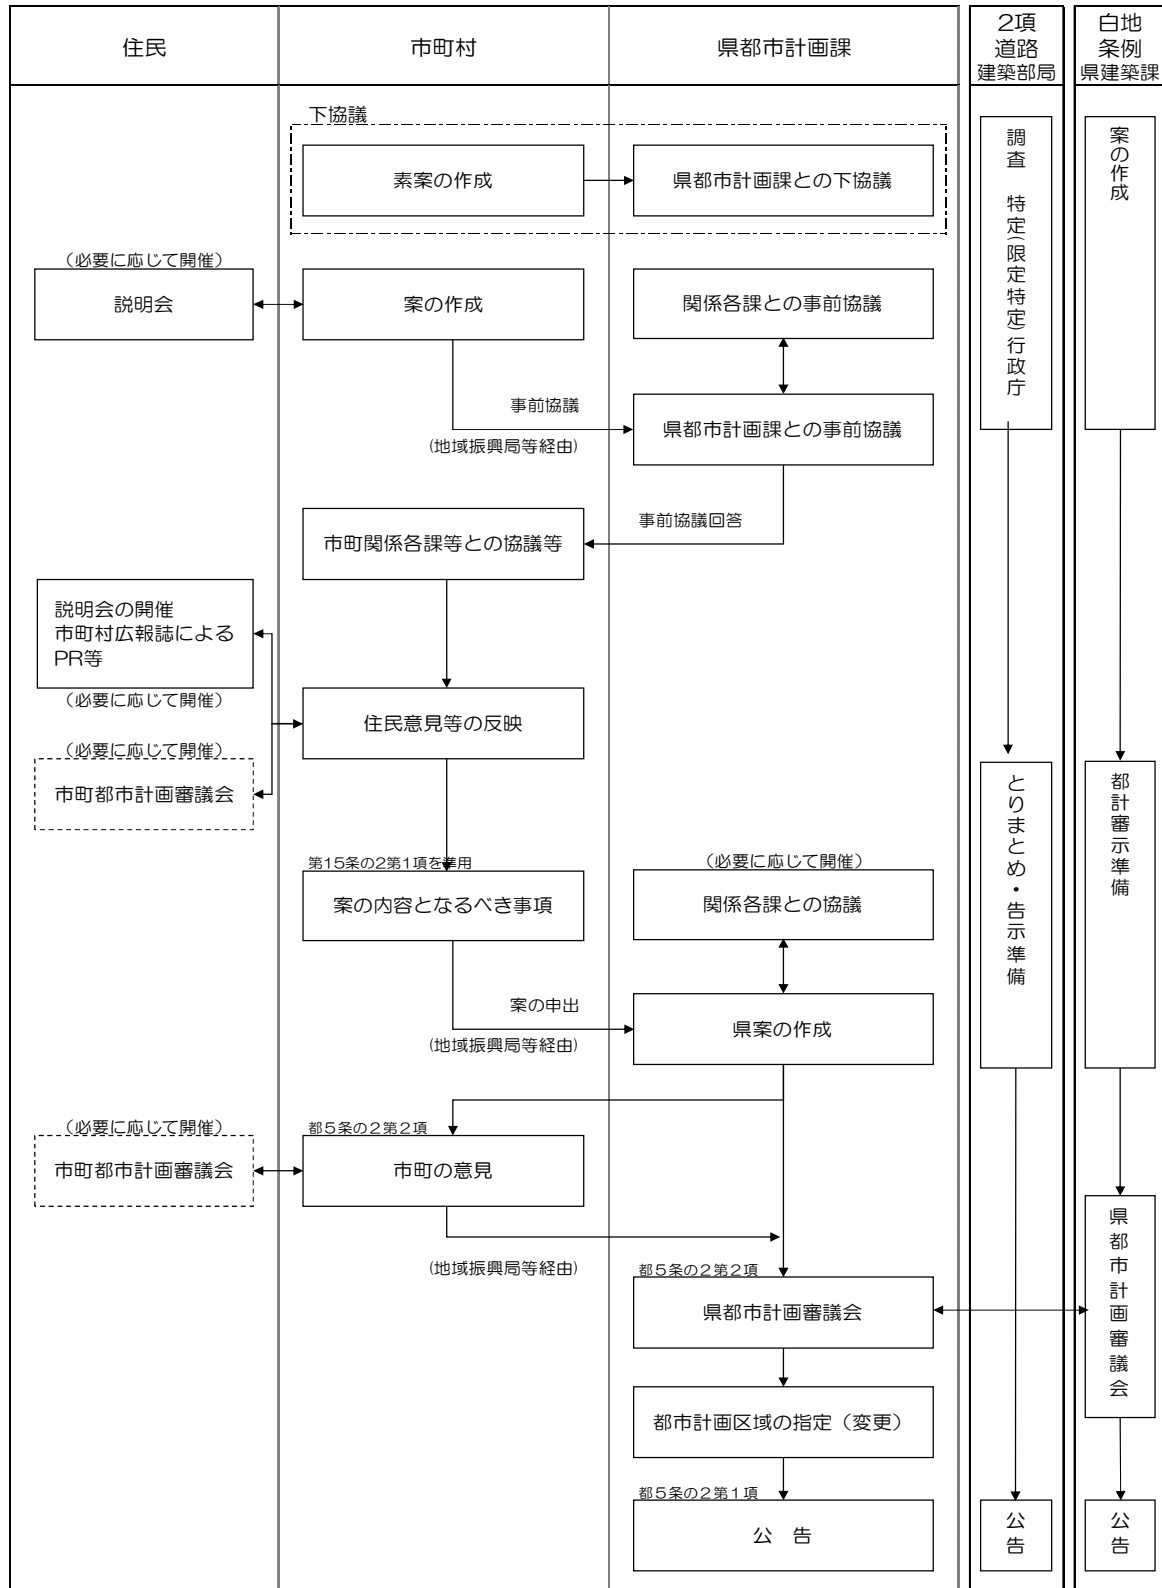 住民
市町村
県都市計画課
2項
道路
建築部局
白地
条例
県建築課
下協議
素案の作成
県都市計画課との下協議
(必要に応じて開催)
説明会
案の作成
関係各課との事前協議
事前協議
(地域振興局等経由)
県都市計画課との事前協議
事前協議回答
市町関係各課等との協議等
説明会の開催
市町村広報誌による
PR等
(必要に応じて開催)
住民意見等の反映
(必要に応じて開催)
市町都市計画審議会
第15条の2第1項を準用
案の内容となるべき事項
(必要に応じて開催)
関係各課との協議
案の申出
(地域振興局等経由)
県案の作成
(必要に応じて開催)
市町都市計画審議会
都5条の2第2項
市町の意見
(地域振興局等経由)
都5条の2第2項
県都市計画審議会
都市計画区域の指定(変更)
都5条の2第1項
公 告
調査 特定(限定特定)行政庁
とりまとめ・告示準備
公告
案の作成
都計審示準備
県都市計画審議会
公告